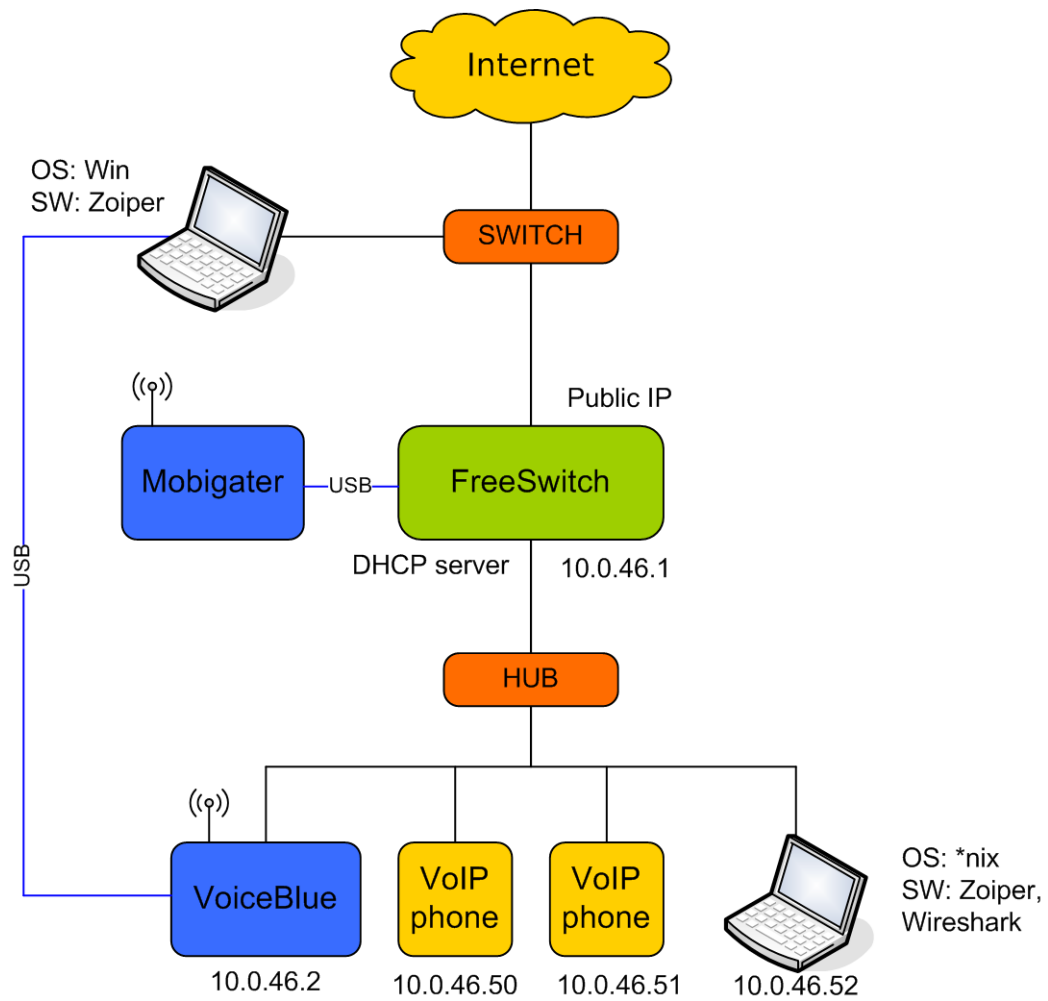 Internet
OS: Win
SW: Zoiper
SWITCH
Public IP
Mobigater
USB
FreeSwitch
DHCP server
10.0.46.1
USB
HUB
VoiceBlue
VoIP
phone
VoIP
phone
OS: *nix
SW: Zoiper,
Wireshark
10.0.46.2
10.0.46.50
10.0.46.51
10.0.46.52